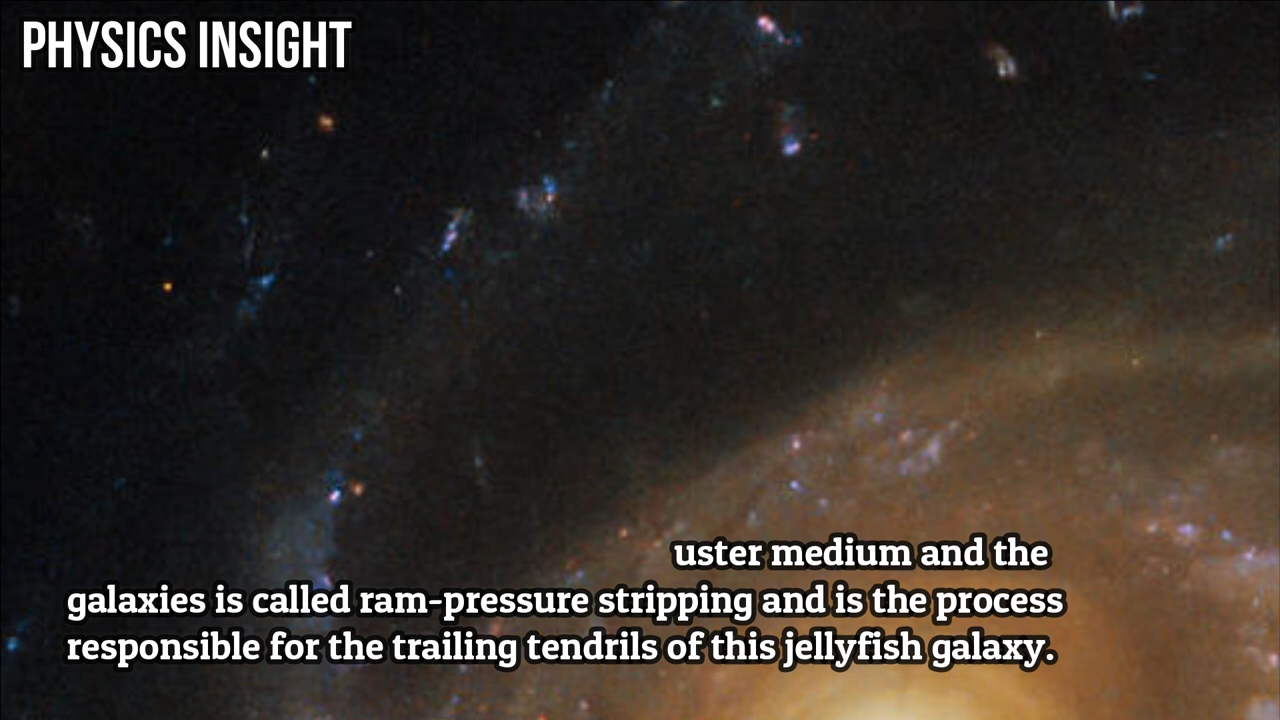 PHYSICS INSIGHT
uster medium and the
galaxies is called ram-pressure stripping and is the process
responsible for the trailing tendrils of this jellyfish galaxy.